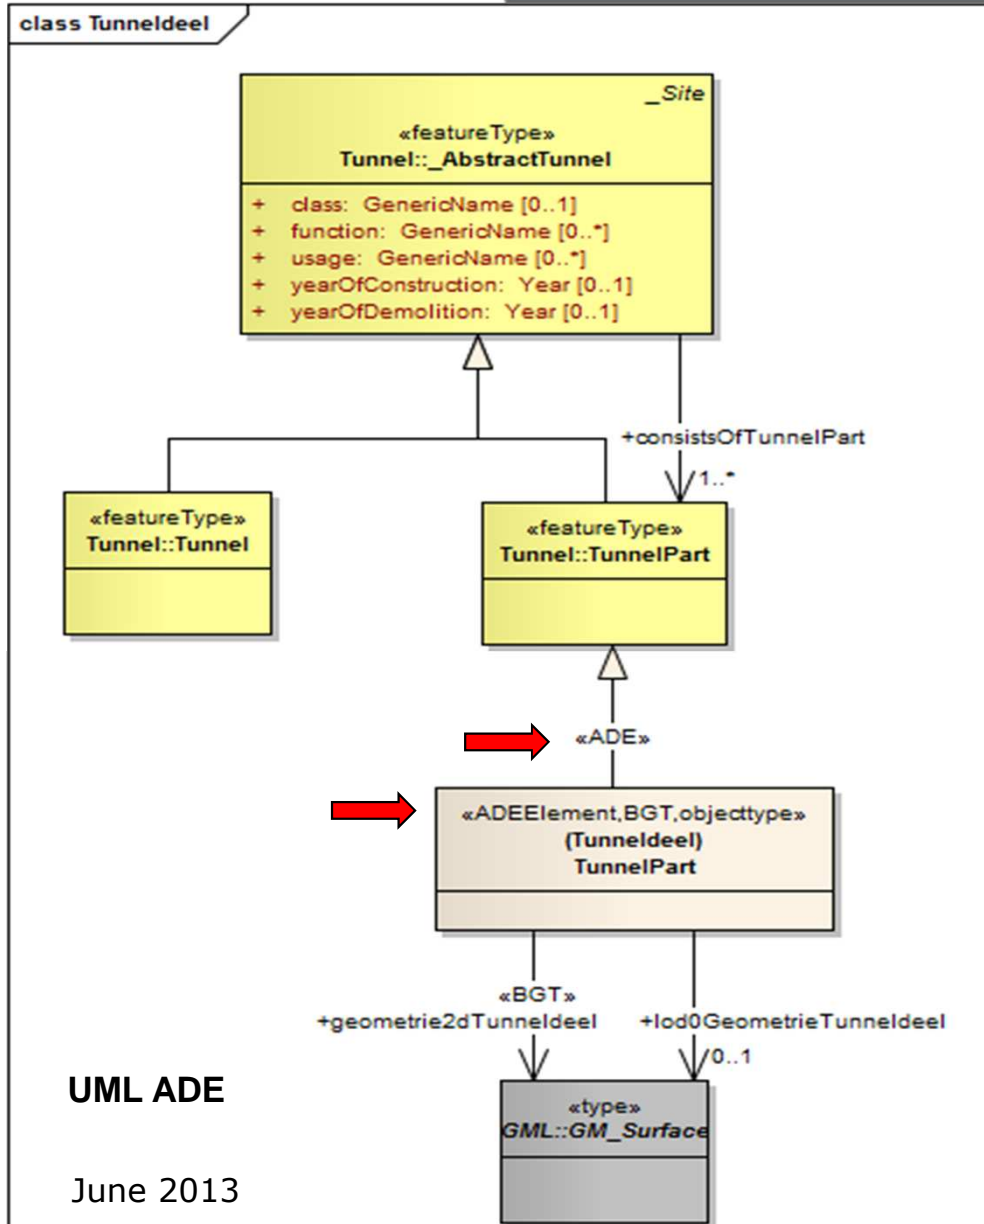 class Tunneldeel
_Site
«featureType»
Tunnel::_AbstractTunnel
+ class: GenericName [0..1]
+ function: GenericName [0..*]
+ usage: GenericName [0..*]
+ yearOfConstruction: Year [0..1]
+ yearOfDemolition: Year [0..1]
+consistsOfTunnelPart
1..*
«featureType»
Tunnel::Tunnel
«featureType»
Tunnel::TunnelPart
«ADE»
«ADEElement,BGT,objecttype»
(Tunneldeel)
TunnelPart
«BGT»
+geometrie2dTunneldeel
+lod0GeometrieTunneldeel
0..1
«type»
GML::GM_Surface
UML ADE
June 2013